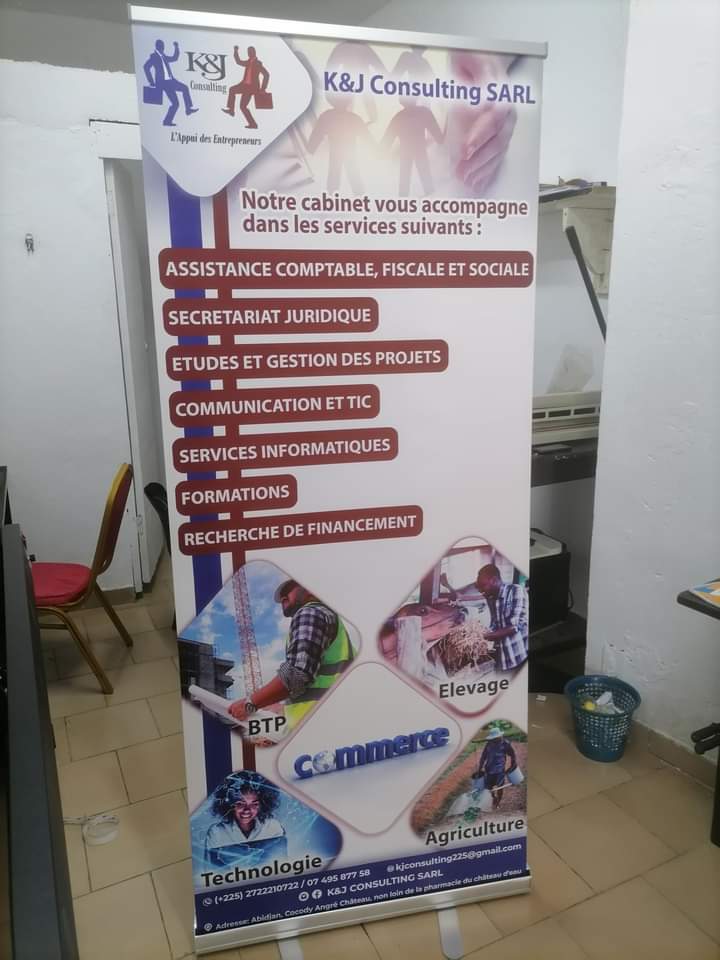 K&J
Consulting
L'Appui des Entrepreneurs
K&J Consulting SARL
Notre cabinet vous accompagne
dans les services suivants :
ASSISTANCE COMPTABLE, FISCALE ET SOCIALE
SECRETARIAT JURIDIQUE
ETUDES ET GESTION DES PROJETS
COMMUNICATION ET TIC
SERVICES INFORMATIQUES
FORMATIONS
RECHERCHE DE FINANCEMENT
BTP
Elevage
commerce
Technologie
Agriculture
(+225) 2722210722 / 07 495 877 58
@ kjconsulting225@gmail.com
K&J CONSULTING SARL
Adresse: Abidjan, Cocody Angré Château, non loin de la pharmacie du château d'eau